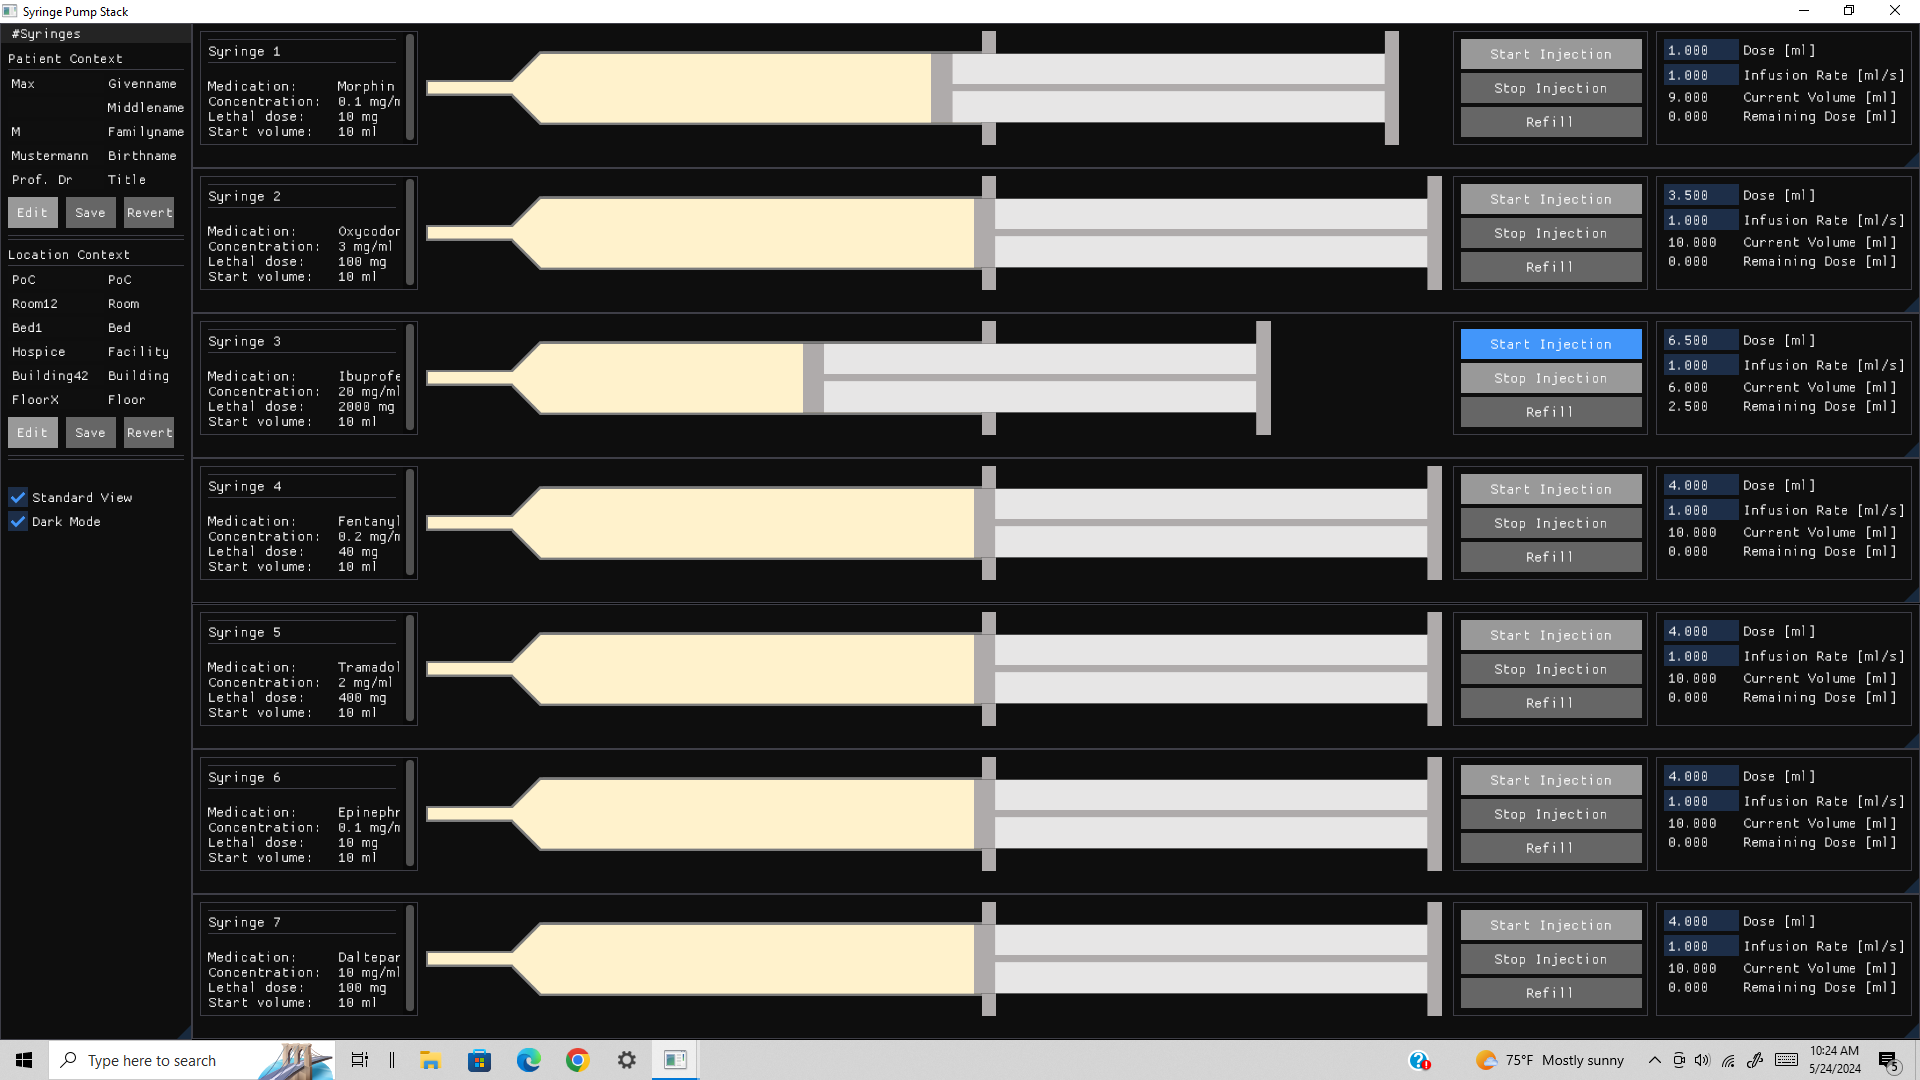 Syringe Pump Stack
#Syringes
Patient Context
Max Givenname
Middlename
M Familyname
Mustermann Birthname
Prof. Dr Title
Edit Save Revert
Location Context
PoC PoC
Room12 Room
Bed1 Bed
Hospice Facility
Building42 Building
FloorX Floor
Edit Save Revert
Standard View
Dark Mode
Syringe 1
Medication: Morphin
Concentration: 0.1 mg/m
Lethal dose: 10 mg
Start volume: 10 ml
Start Injection
Stop Injection
Refill
1.000 Dose [ml]
1.000 Infusion Rate [ml/s]
9.000 Current Volume [ml]
0.000 Remaining Dose [ml]
Syringe 2
Medication: Oxycodor
Concentration: 3 mg/ml
Lethal dose: 100 mg
Start volume: 10 ml
Start Injection
Stop Injection
Refill
3.500 Dose [ml]
1.000 Infusion Rate [ml/s]
10.000 Current Volume [ml]
0.000 Remaining Dose [ml]
Syringe 3
Medication: Ibuprofe
Concentration: 20 mg/ml
Lethal dose: 2000 mg
Start volume: 10 ml
Start Injection
Stop Injection
Refill
6.500 Dose [ml]
1.000 Infusion Rate [ml/s]
6.000 Current Volume [ml]
2.500 Remaining Dose [ml]
Syringe 4
Medication: Fentanyl
Concentration: 0.2 mg/m
Lethal dose: 40 mg
Start volume: 10 ml
Start Injection
Stop Injection
Refill
4.000 Dose [ml]
1.000 Infusion Rate [ml/s]
10.000 Current Volume [ml]
0.000 Remaining Dose [ml]
Syringe 5
Medication: Tramadol
Concentration: 2 mg/ml
Lethal dose: 400 mg
Start volume: 10 ml
Start Injection
Stop Injection
Refill
4.000 Dose [ml]
1.000 Infusion Rate [ml/s]
10.000 Current Volume [ml]
0.000 Remaining Dose [ml]
Syringe 6
Medication: Epinephr
Concentration: 0.1 mg/m
Lethal dose: 10 mg
Start volume: 10 ml
Start Injection
Stop Injection
Refill
4.000 Dose [ml]
1.000 Infusion Rate [ml/s]
10.000 Current Volume [ml]
0.000 Remaining Dose [ml]
Syringe 7
Medication: Daltepar
Concentration: 10 mg/ml
Lethal dose: 100 mg
Start volume: 10 ml
Start Injection
Stop Injection
Refill
4.000 Dose [ml]
1.000 Infusion Rate [ml/s]
10.000 Current Volume [ml]
0.000 Remaining Dose [ml]
Type here to search
75°F Mostly sunny
10:24 AM
5/24/2024
5